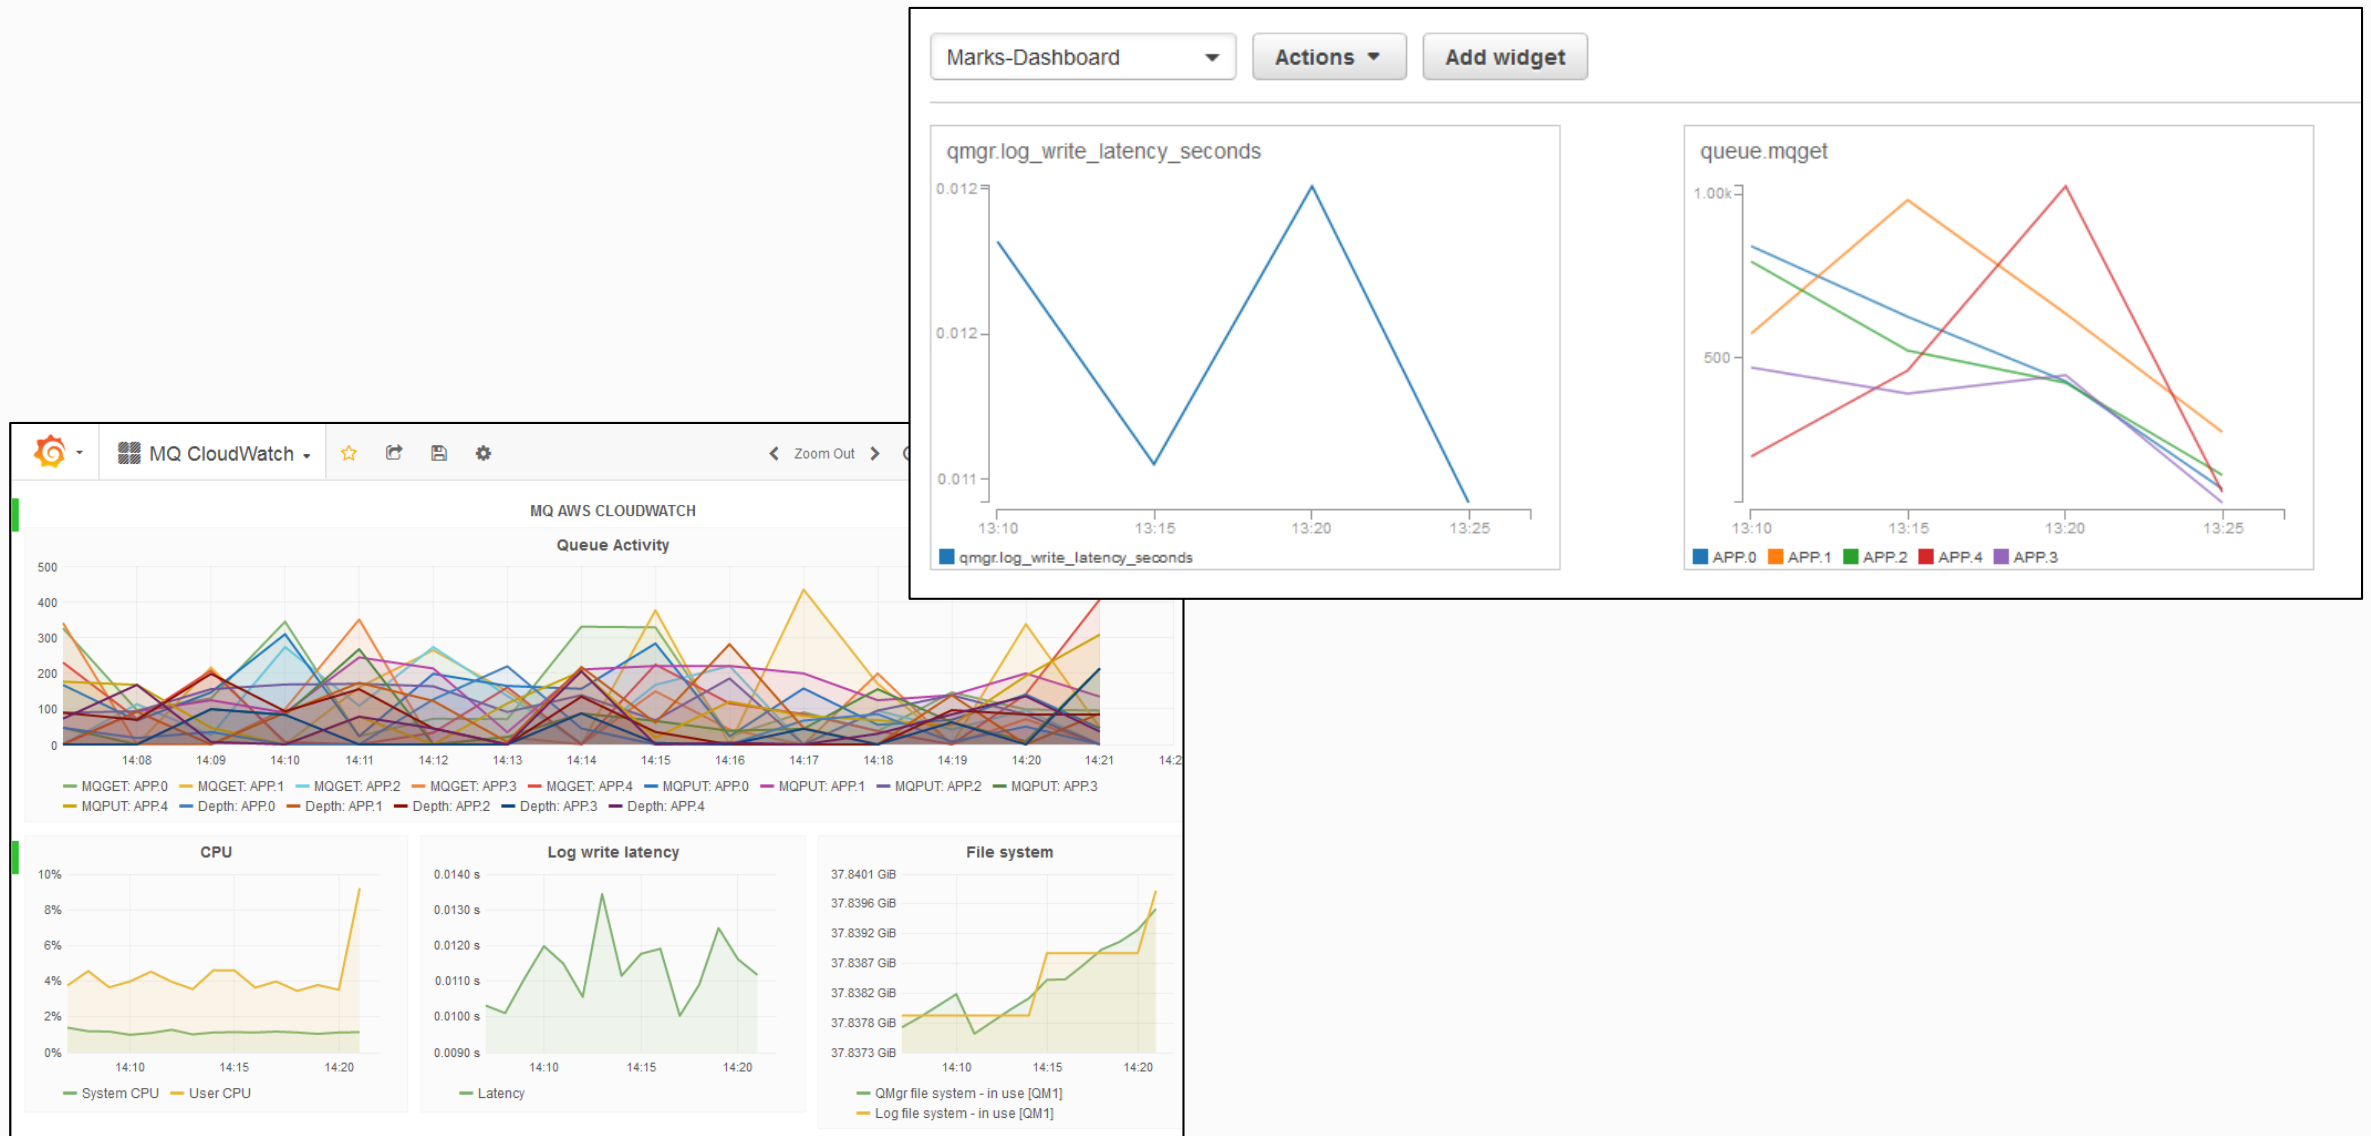 Marks-Dashboard Actions Add widget
qmgr.log_write_latency_seconds
0.012
0.012
0.011
13:10 13:15 13:20 13:25
qmgr.log_write_latency_seconds
queue.mqget
1.00k
500
13:10 13:15 13:20 13:25
APP.0 APP.1 APP.2 APP.4 APP.3
MQ CloudWatch Zoom Out
MQ AWS CLOUDWATCH
Queue Activity
500
400
300
200
100
0
14:08 14:09 14:10 14:11 14:12 14:13 14:14 14:15 14:16 14:17 14:18 14:19 14:20 14:21
MQGET: APP.0 MQGET: APP.1 MQGET: APP.2 MQGET: APP.3 MQGET: APP.4 MQPUT: APP.0 MQPUT: APP.1 MQPUT: APP.2 MQPUT: APP.3
MQPUT: APP.4 Depth: APP.0 Depth: APP.1 Depth: APP.2 Depth: APP.3 Depth: APP.4
CPU
10%
8%
6%
4%
2%
0%
14:10 14:15 14:20
System CPU User CPU
Log write latency
0.0140 s
0.0130 s
0.0120 s
0.0110 s
0.0100 s
0.0090 s
14:10 14:15 14:20
Latency
File system
37.8401 GiB
37.8396 GiB
37.8392 GiB
37.8387 GiB
37.8382 GiB
37.8378 GiB
37.8373 GiB
14:10 14:15 14:20
QMgr file system - in use [QM1]
Log file system - in use [QM1]